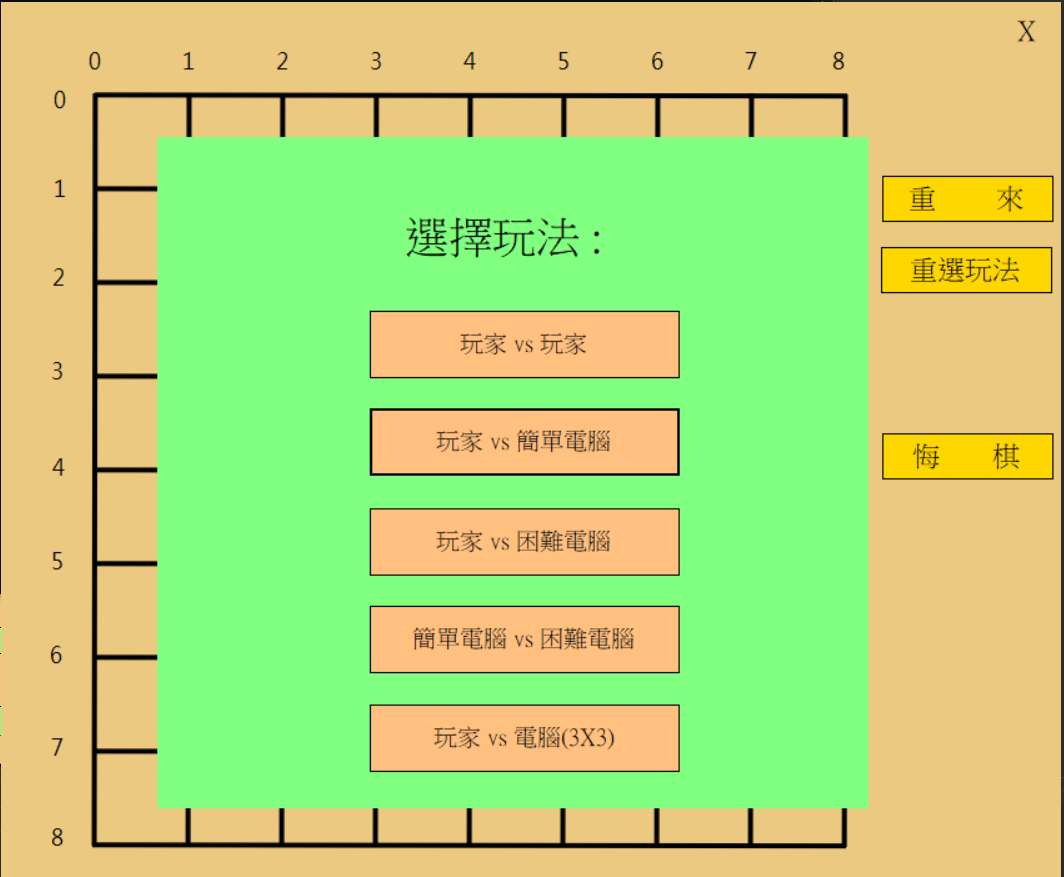 X
0 1 2 3 4 5 6 7 8
0
1
2
3
4
5
6
7
8
選擇玩法 :
玩家 vs 玩家
玩家 vs 簡單電腦
玩家 vs 困難電腦
簡單電腦 vs 困難電腦
玩家 vs 電腦(3X3)
重 來
重選玩法
悔 棋